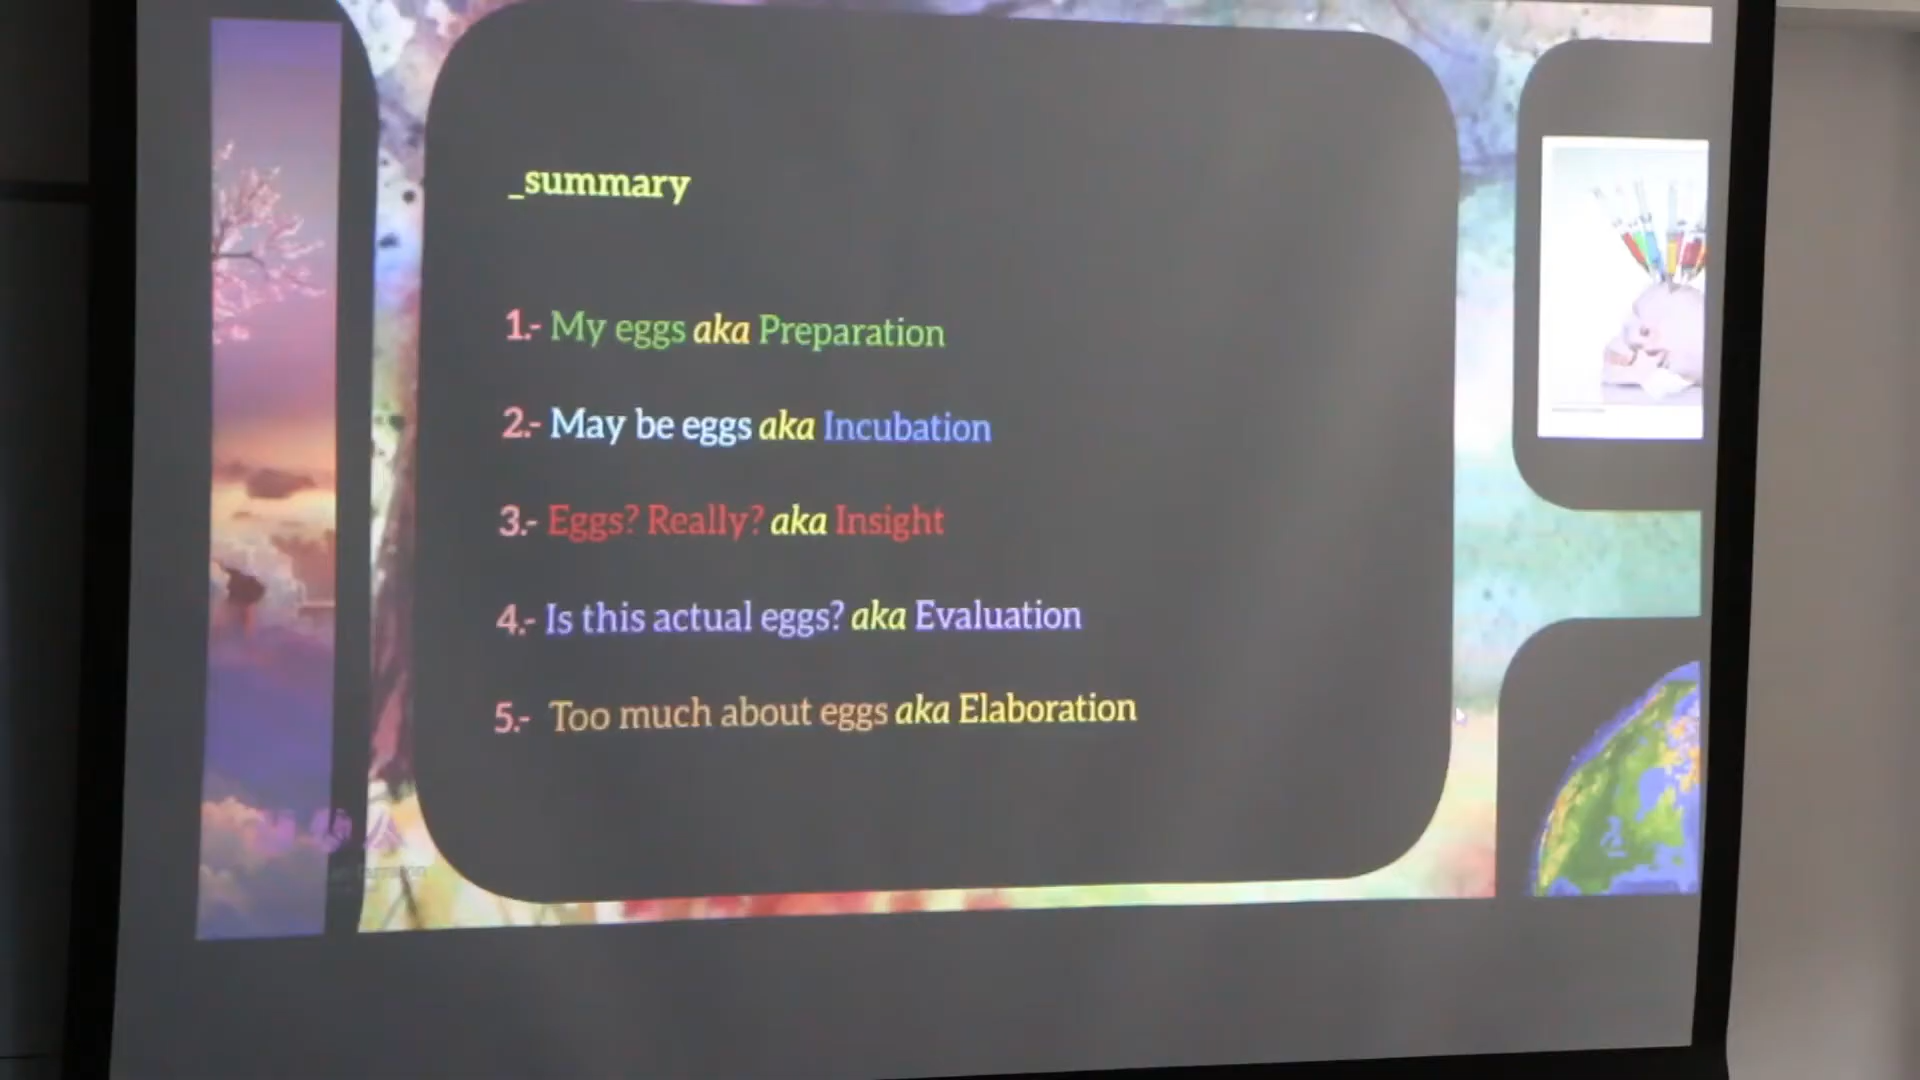 _summary
1.- My eggs aka Preparation
2.- May be eggs aka Incubation
3.- Eggs? Really? aka Insight
4.- Is this actual eggs? aka Evaluation
5.- Too much about eggs aka Elaboration